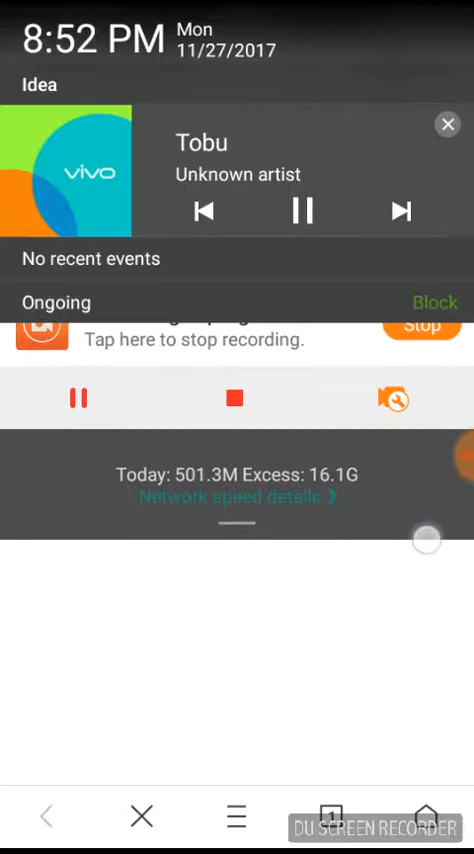 8:52 PM
Mon
11/27/2017
Idea
vivo
Tobu
Unknown artist
No recent events
Ongoing
Block
Tap here to stop recording.
Stop
Today: 501.3M Excess: 16.1G
Network speed details
1
DU SCREEN RECORDER